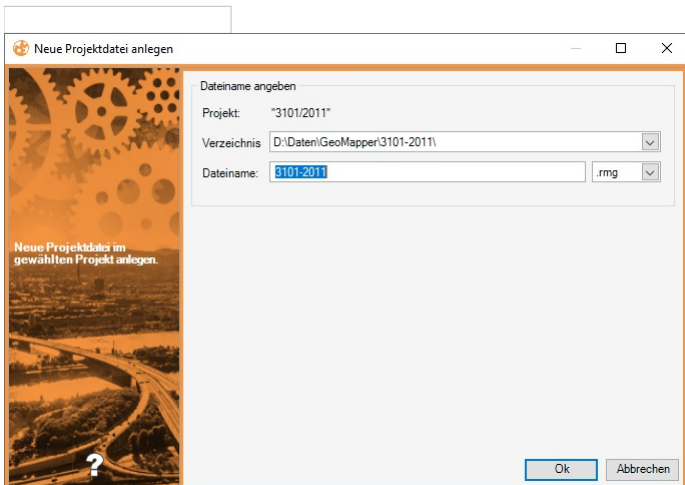 Neue Projektdatei anlegen
Dateiname angeben
Projekt: "3101/2011"
Verzeichnis D:\Daten\GeoMapper\3101-2011\
Dateiname: 3101-2011 .rmg
Neue Projektdatei im
gewählten Projekt anlegen.
?
Ok Abbrechen